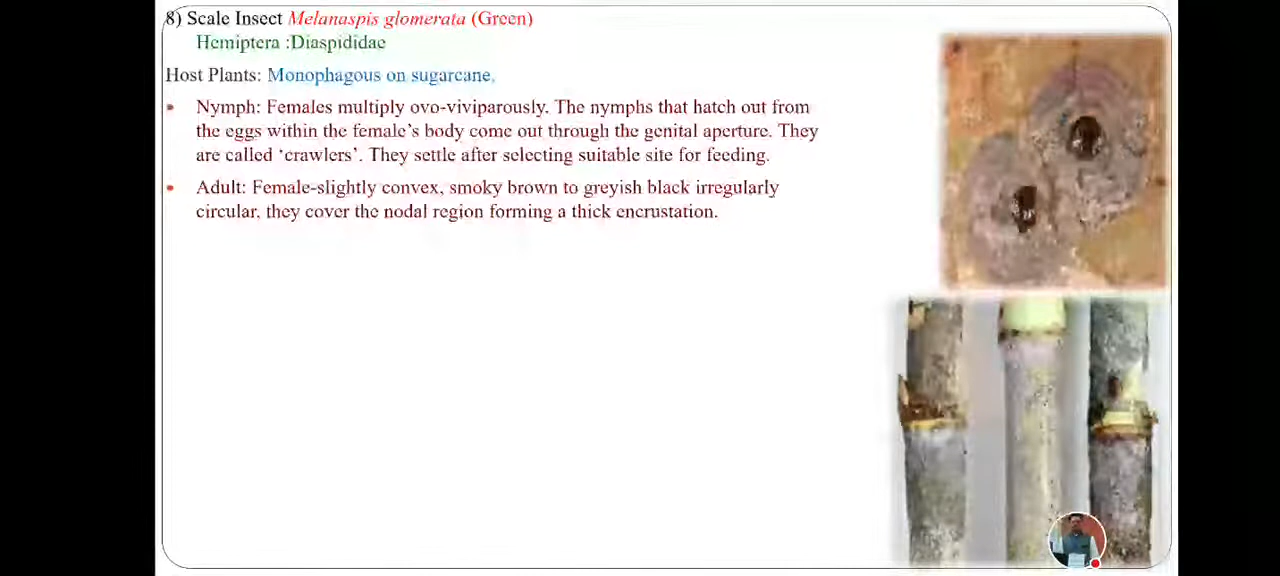 8) Scale Insect Melanaspis glomerata (Green)
Hemiptera :Diaspididae
Host Plants: Monophagous on sugarcane.
• Nymph: Females multiply ovo-viviparously. The nymphs that hatch out from
the eggs within the female's body come out through the genital aperture. They
are called 'crawlers'. They settle after selecting suitable site for feeding.
• Adult: Female-slightly convex, smoky brown to greyish black irregularly
circular, they cover the nodal region forming a thick encrustation.